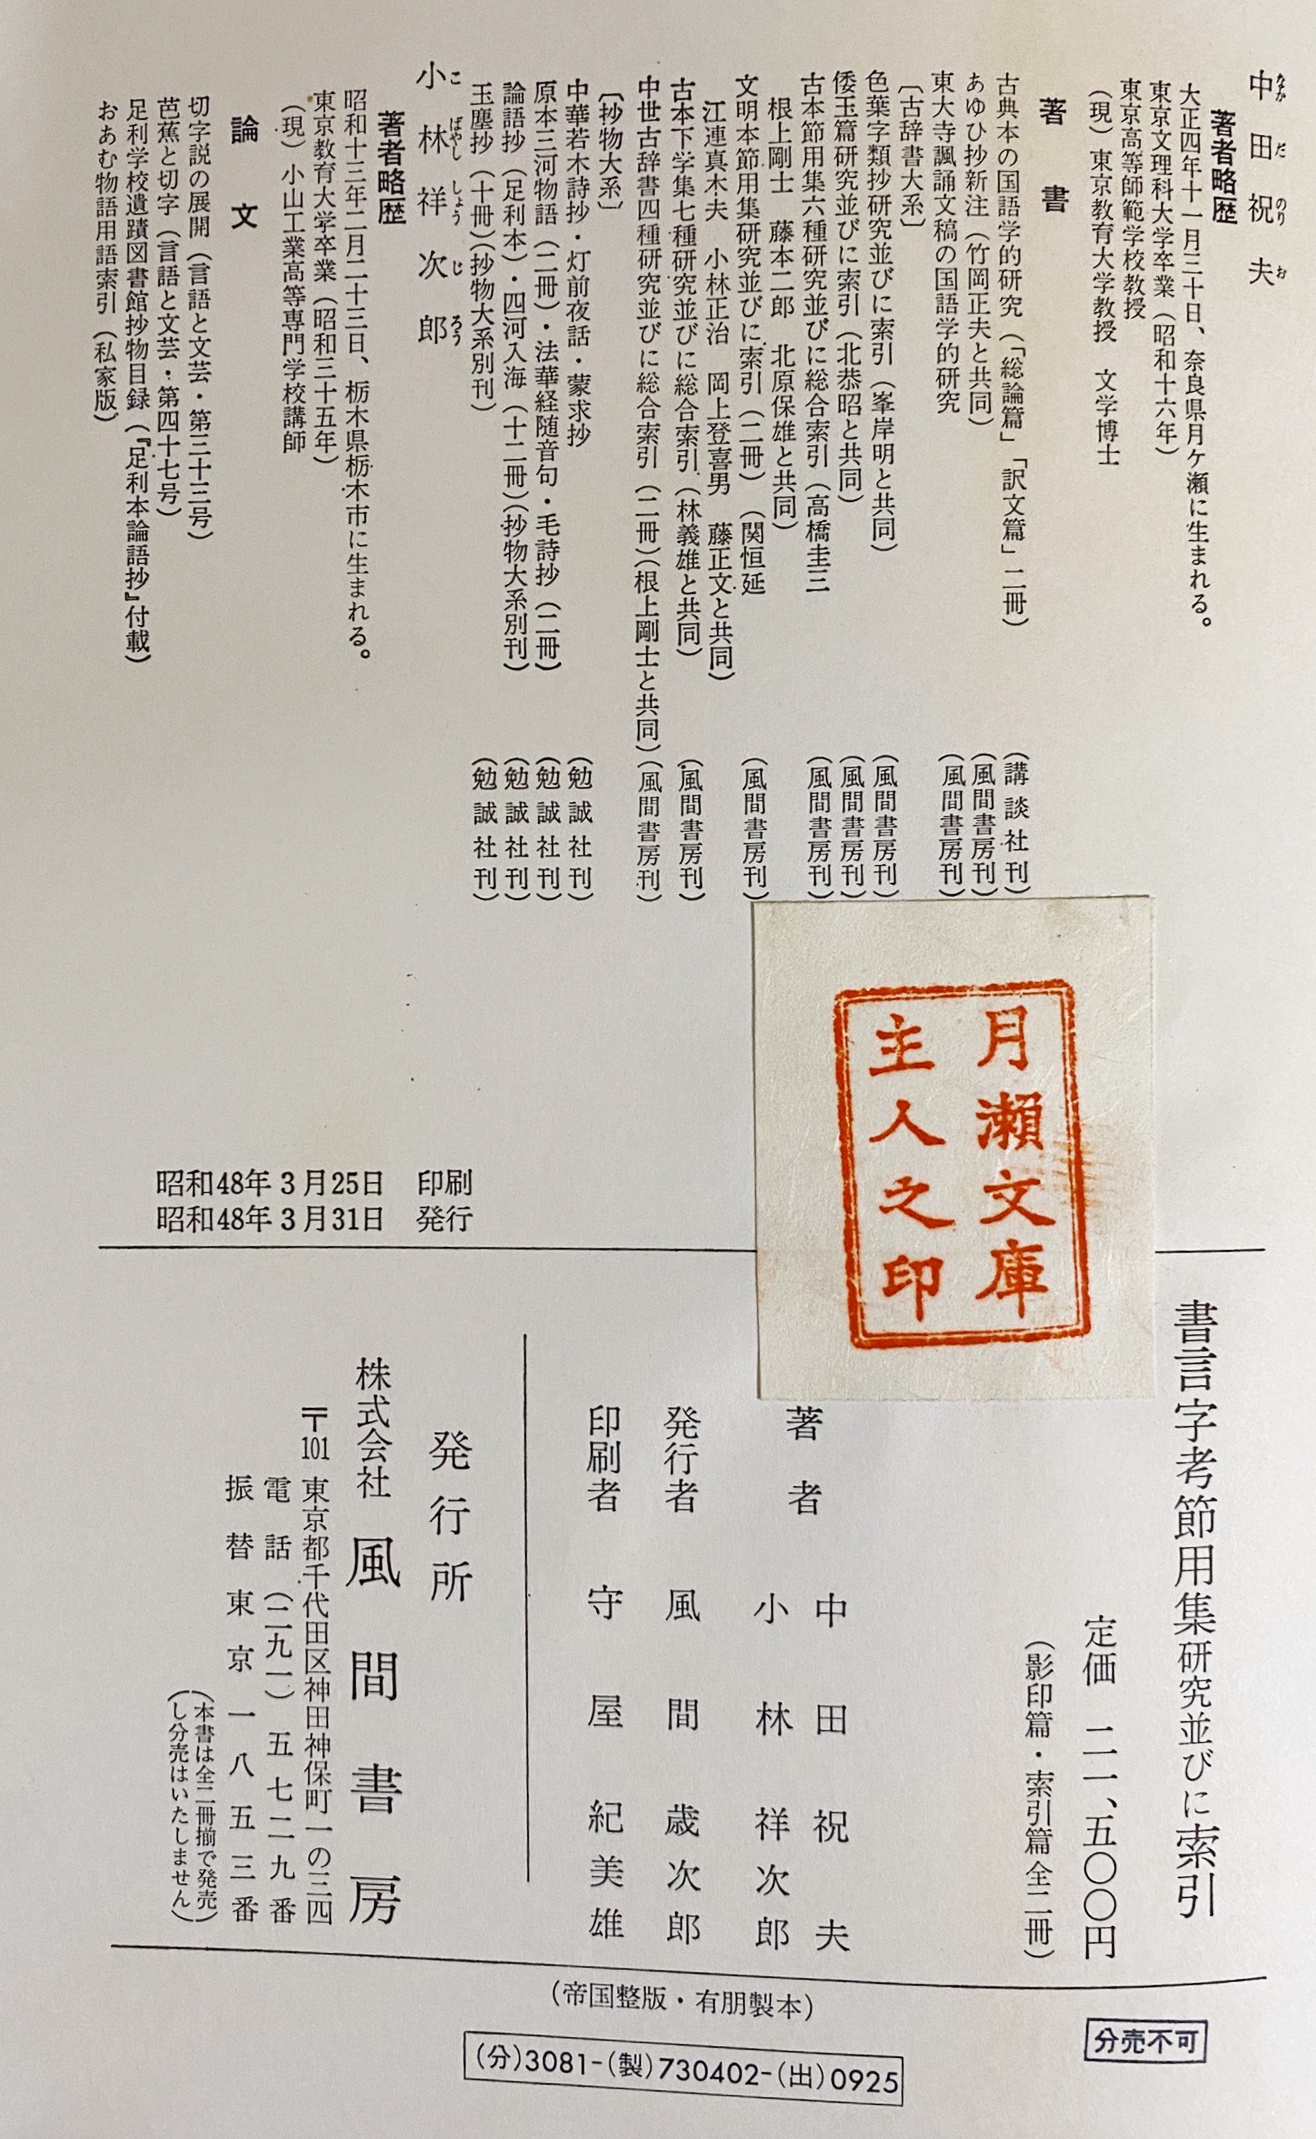 中田祝夫
なかだのりお
著者略歴
大正四年十一月三十日、奈良県月ケ瀬に生まれる。
東京文理科大学卒業（昭和十六年）
東京高等師範学校教授
（現）東京教育大学教授　文学博士
著書
古典本の国語学的研究（「総論篇」「訳文篇」二冊）（講談社刊）
あゆひ抄新注（竹岡正夫と共同）（風間書房刊）
東大寺諷誦文稿の国語学的研究（風間書房刊）
〔古辞書大系〕
色葉字類抄研究並びに索引（峯岸明と共同）（風間書房刊）
倭玉篇研究並びに索引（北恭昭と共同）（風間書房刊）
古本節用集六種研究並びに総合索引（高橋圭三（風間書房刊）
根上剛士　藤本二郎　北原保雄と共同）
文明本節用集研究並びに索引（二冊）（関恒延（風間書房刊）
江連真木夫　小林正治　岡上登喜男　藤正文と共同）
古本下学集七種研究並びに総合索引（林義雄と共同）（風間書房刊）
中世古辞書四種研究並びに総合索引（二冊）（根上剛士と共同）（風間書房刊）
〔抄物大系〕
中華若木詩抄・灯前夜話・蒙求抄（勉誠社刊）
原本三河物語（二冊）・法華経随音句・毛詩抄（二冊）（勉誠社刊）
論語抄（足利本）・四河入海（十二冊）（抄物大系別刊）（勉誠社刊）
玉塵抄（十冊）（抄物大系別刊）（勉誠社刊）
小林祥次郎
こばやししょうじろう
著者略歴
昭和十三年二月二十三日、栃木県栃木市に生まれる。
東京教育大学卒業（昭和三十五年）
（現）小山工業高等専門学校講師
論文
切字説の展開（言語と文芸・第三十三号）
芭蕉と切字（言語と文芸・第四十七号）
足利学校遺蹟図書館抄物目録（『足利本論語抄』付載）
おあむ物語用語索引（私家版）
月瀬文庫
主人之印
昭和48年3月25日　印刷
昭和48年3月31日　発行
書言字考節用集研究並びに索引
定価　二一、五〇〇円
（影印篇・索引篇全二冊）
著者　中田祝夫
小林祥次郎
発行者　風間歳次郎
印刷者　守屋紀美雄
発行所
株式会社　風間書房
〒101　東京都千代田区神田神保町一の三四
電話（二九一）五七二九番
振替東京一八五三番
（本書は全二冊揃で発売
し分売はいたしません）
（帝国整版・有朋製本）
分売不可
（分）3081－（製）730402－（出）0925